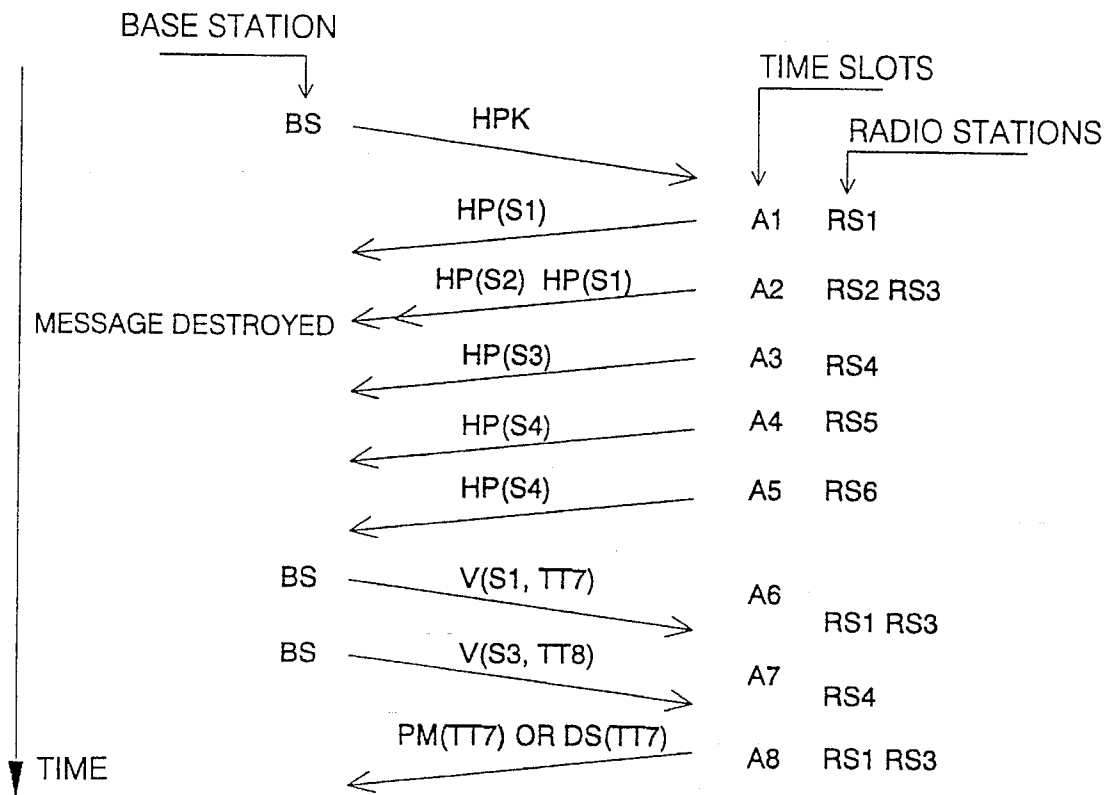 BASE STATION
TIME SLOTS
BS
HPK
RADIO STATIONS
HP(S1)
A1 RS1
HP(S2) HP(S1)
A2 RS2 RS3
MESSAGE DESTROYED
HP(S3)
A3 RS4
HP(S4)
A4 RS5
HP(S4)
A5 RS6
BS
V(S1, TT7)
A6
RS1 RS3
BS
V(S3, TT8)
A7
RS4
PM(TT7) OR DS(TT7)
A8 RS1 RS3
TIME